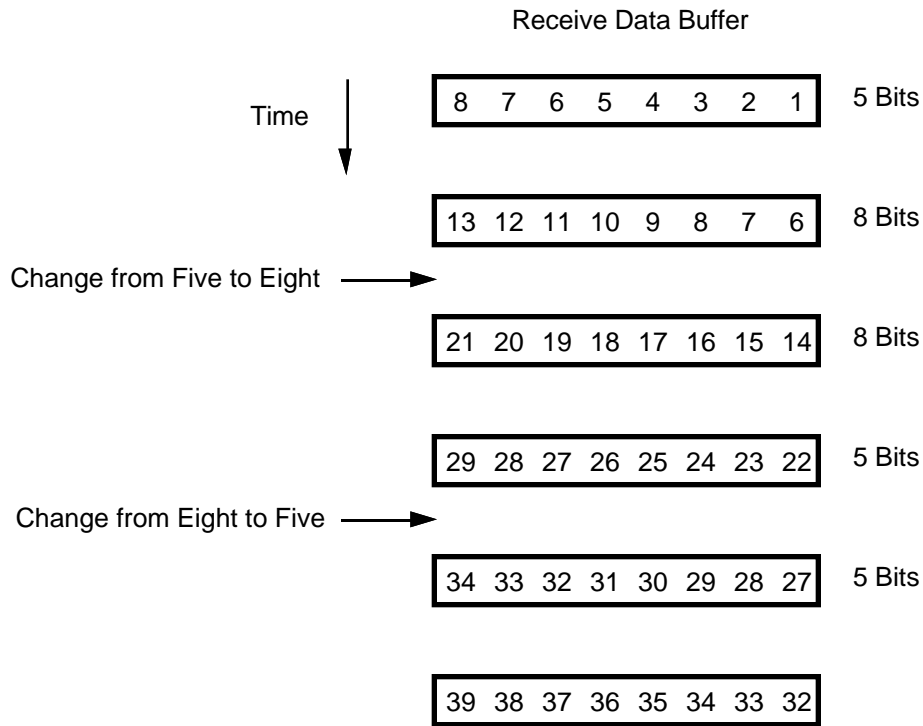 Receive Data Buffer
8 7 6 5 4 3 2 1 5 Bits
Time
13 12 11 10 9 8 7 6 8 Bits
Change from Five to Eight
21 20 19 18 17 16 15 14 8 Bits
29 28 27 26 25 24 23 22 5 Bits
Change from Eight to Five
34 33 32 31 30 29 28 27 5 Bits
39 38 37 36 35 34 33 32